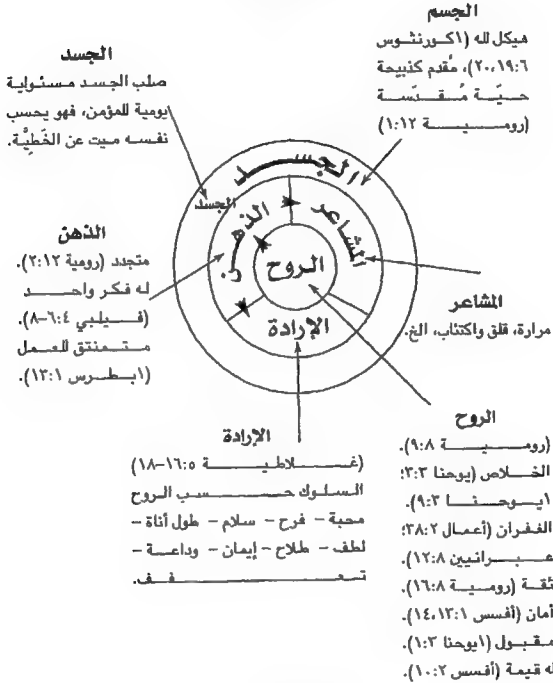 الجسم
هيكل لله (١كورنثوس
٢٠،١٩:٦)، مُقدم كذبيحة
حيّة مُقدّسة
(رومية ١:١٢)
الجسد
صلب الجسد مسئولية
يومية للمؤمن، فهو يحسب
نفسه ميت عن الخَطيَّة.
الجسد
الجسد
الذهن
المشاعر
الروح
الإرادة
الذهن
متجدد (رومية ٢:١٢)
له فكر واحد
(فيلبي ٦:٤-٨)
متمنتق للعمل
(١بطرس ١٣:١).
المشاعر
مرارة، قلق واكتئاب، الخ.
الإرادة
(غلاطية ١٦:٥-١٨)
السلوك حسب الروح
محبة - فرح - سلام - طول أناة -
لطف - طلاح - إيمان - وداعة -
تعفف.
الروح
(رومية ٩:٨).
الخلاص (يوحنا ٣:٣؛
١يوحنا ٩:٣).
الغفران (أعمال ٣٨:٢؛
عبرانيين ١٢:٨).
ثقة (رومية ١٦:٨).
أمان (أفسس ١٤،١٣:١).
مقبول (١يوحنا ١:٣).
له قيمة (أفسس ١٠:٢).